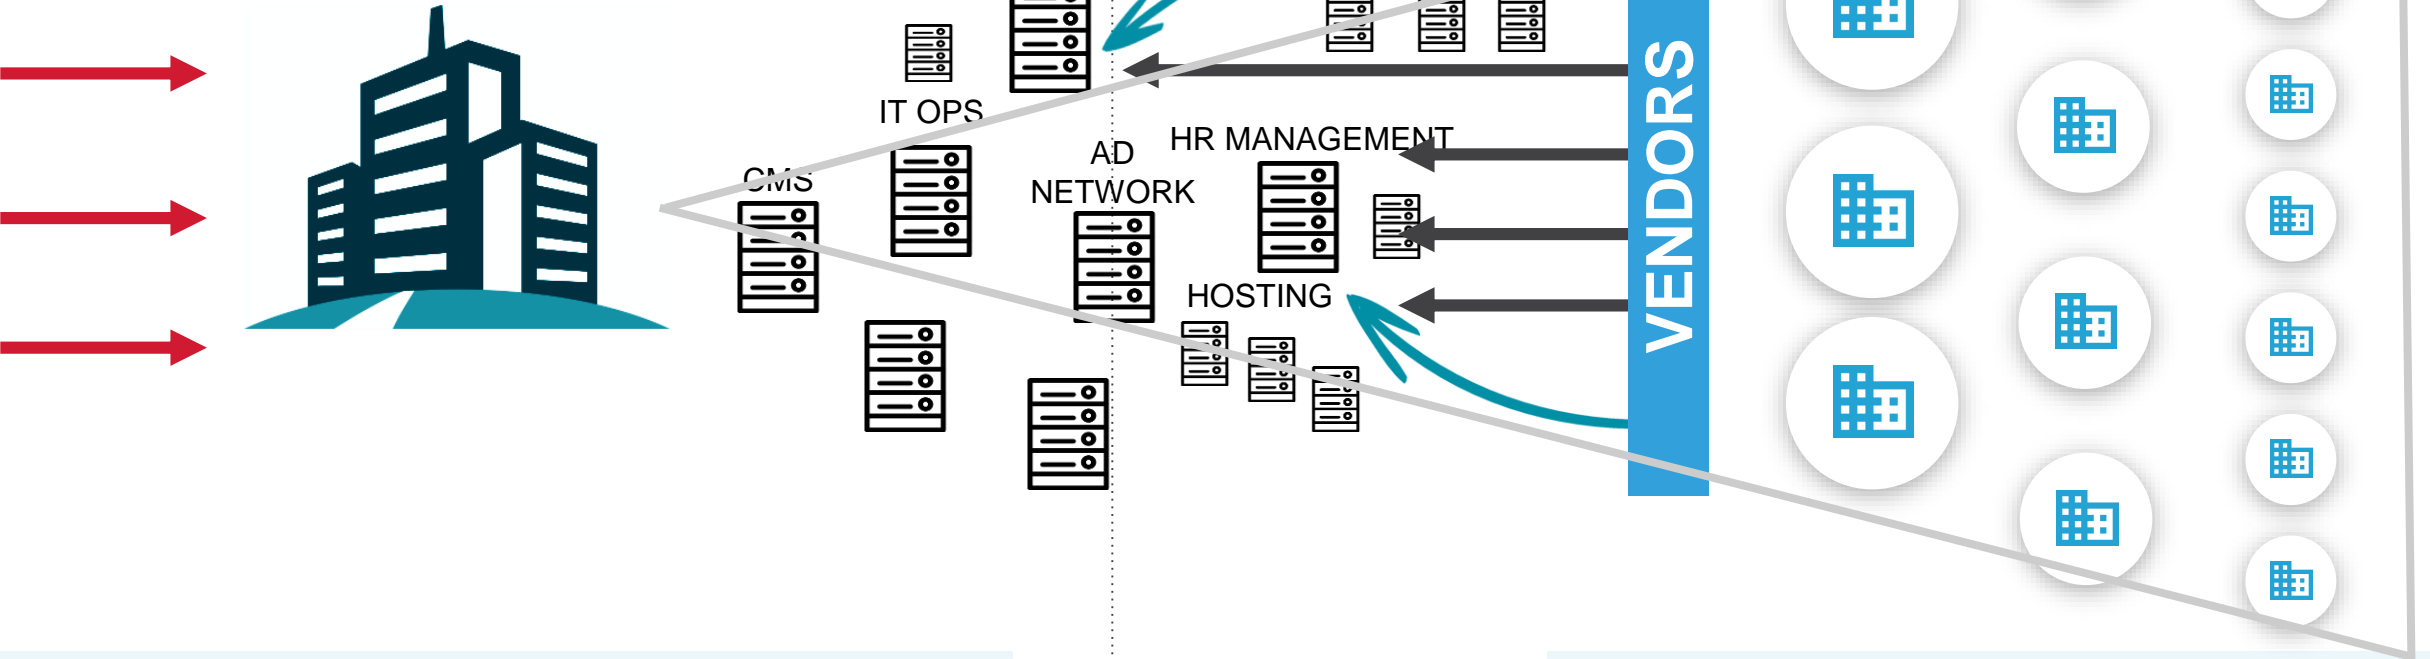 IT OPS
CMS
AD
NETWORK
HR MANAGEMENT
HOSTING
VENDORS